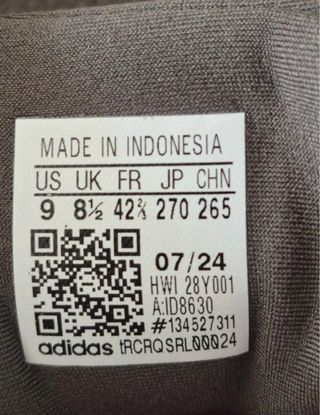 MADE IN INDONESIA
US UK FR JP CHN
9 8½ 42⅔ 270 265
07/24
HWI 28Y001
A:ID8630
#134527311
adidas tRCRQSRL00024